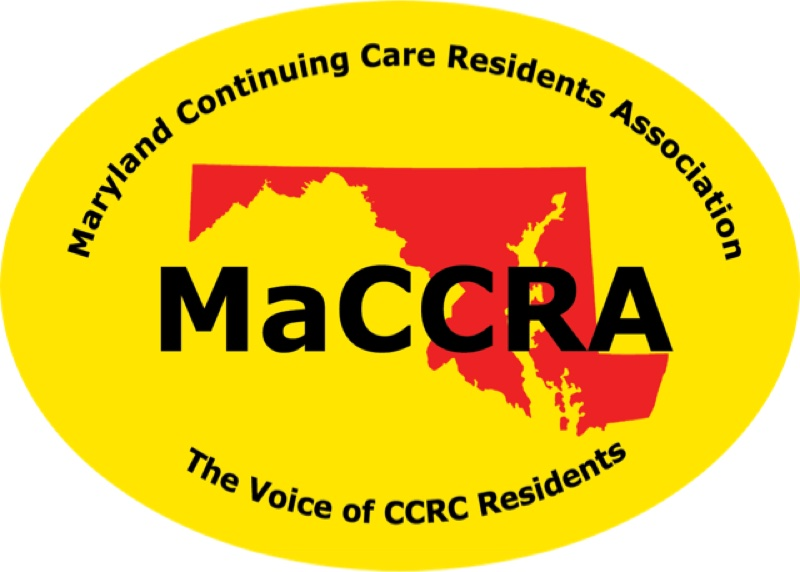 Maryland Continuing Care Residents Association
MaCCRA
The Voice of CCRC Residents